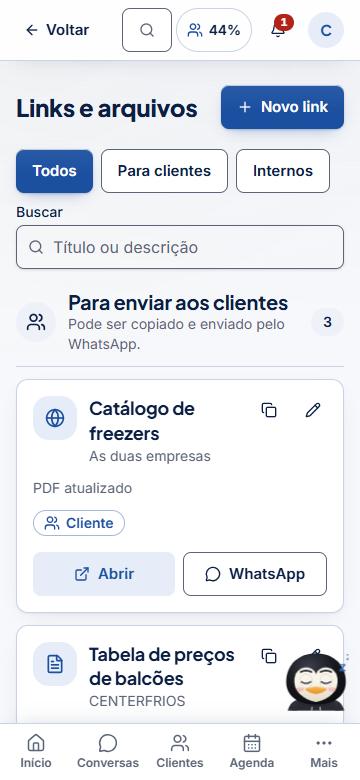 Voltar
44%
1
C
Links e arquivos
Novo link
Todos
Para clientes
Internos
Buscar
Título ou descrição
Para enviar aos clientes
Pode ser copiado e enviado pelo
WhatsApp.
3
Catálogo de
freezers
As duas empresas
PDF atualizado
Cliente
Abrir
WhatsApp
Tabela de preços
de balcões
CENTERFRIOS
Início
Conversas
Clientes
Agenda
Mais